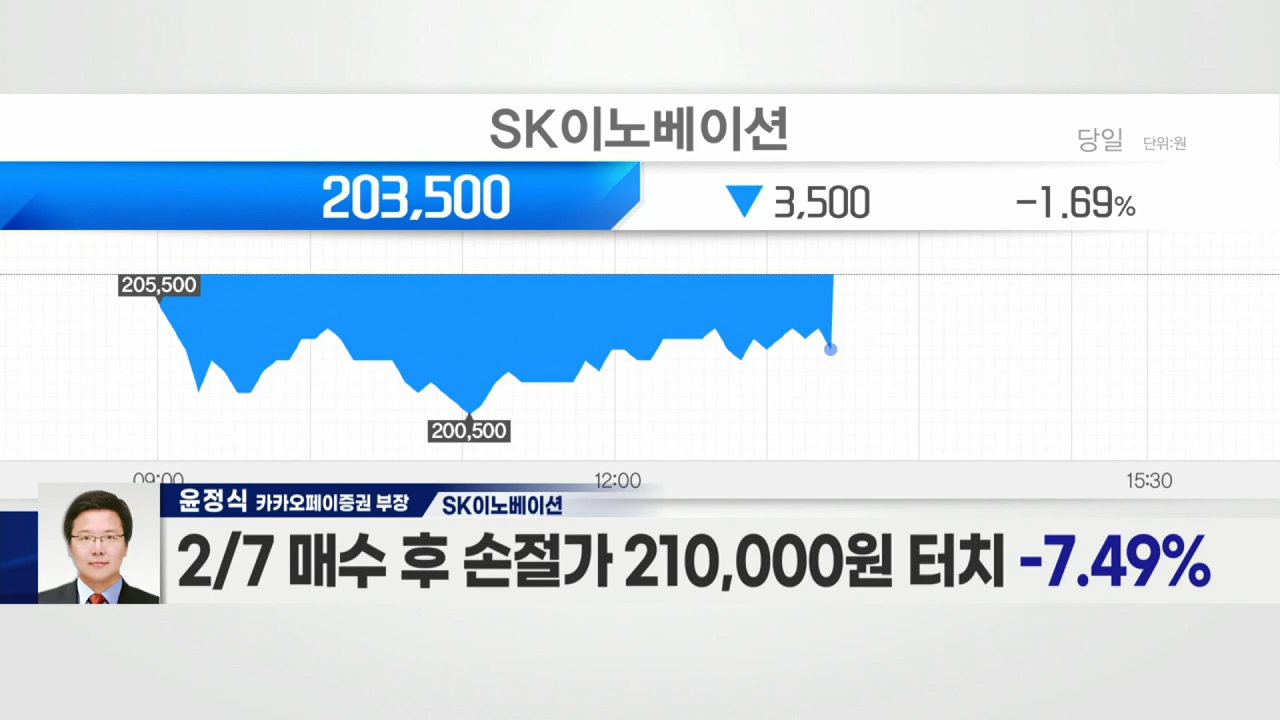 SK이노베이션
당일 단위:원
203,500 ▼ 3,500 -1.69%
205,500
200,500
09:00 12:00 15:30
윤정식 카카오페이증권 부장 SK이노베이션
2/7 매수 후 손절가 210,000원 터치 -7.49%